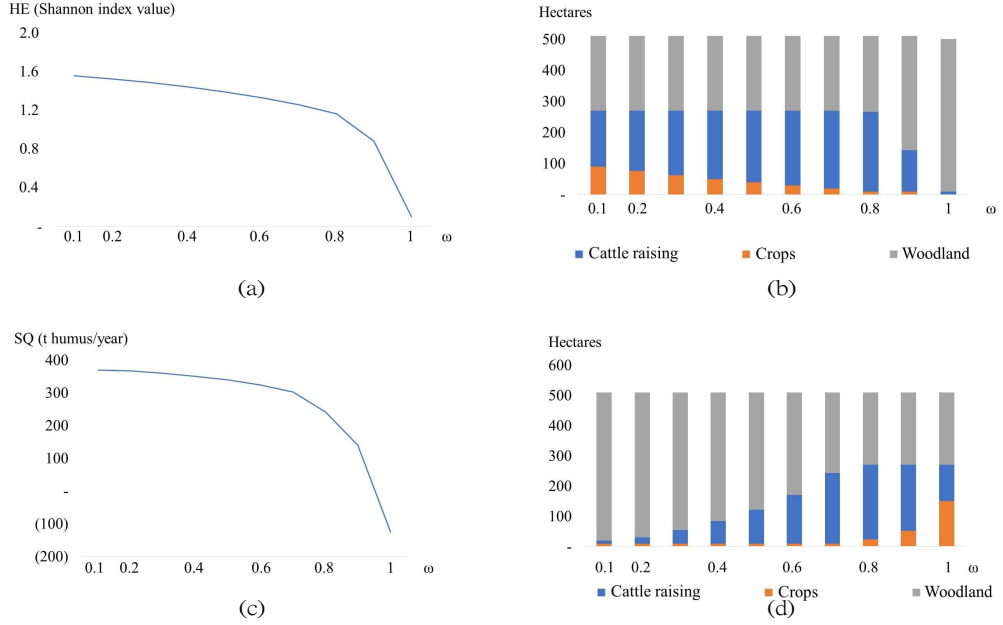 HE (Shannon index value)
2.0
1.6
1.2
0.8
0.4
-
0.1 0.2 0.4 0.6 0.8 1 ω
(a)
Hectares
500
400
300
200
100
-
0.1 0.2 0.4 0.6 0.8 1 ω
Cattle raising Crops Woodland
(b)
SQ (t humus/year)
400
300
200
100
-
(100)
(200)
0.1 0.2 0.4 0.6 0.8 1 ω
(c)
Hectares
600
500
400
300
200
100
-
0.1 0.2 0.4 0.6 0.8 1 ω
Cattle raising Crops Woodland
(d)